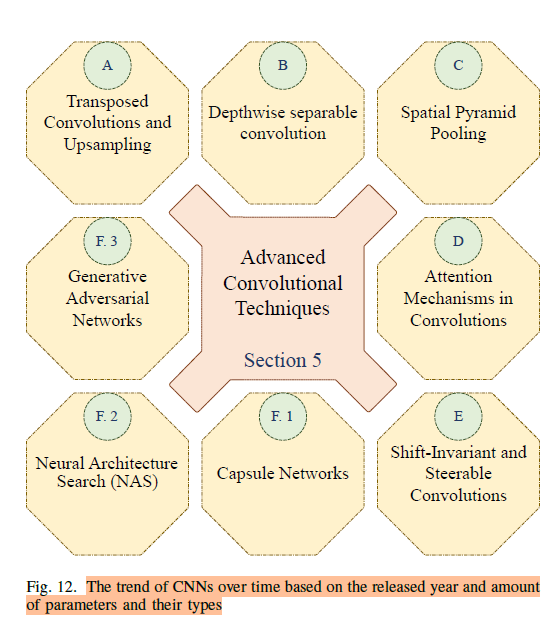 A
Transposed
Convolutions and
Upsampling
B
Depthwise separable
convolution
C
Spatial Pyramid
Pooling
F. 3
Generative
Adversarial
Networks
Advanced
Convolutional
Techniques
Section 5
D
Attention
Mechanisms in
Convolutions
F. 2
Neural Architecture
Search (NAS)
F. 1
Capsule Networks
E
Shift-Invariant and
Steerable
Convolutions
Fig. 12. The trend of CNNs over time based on the released year and amount
of parameters and their types